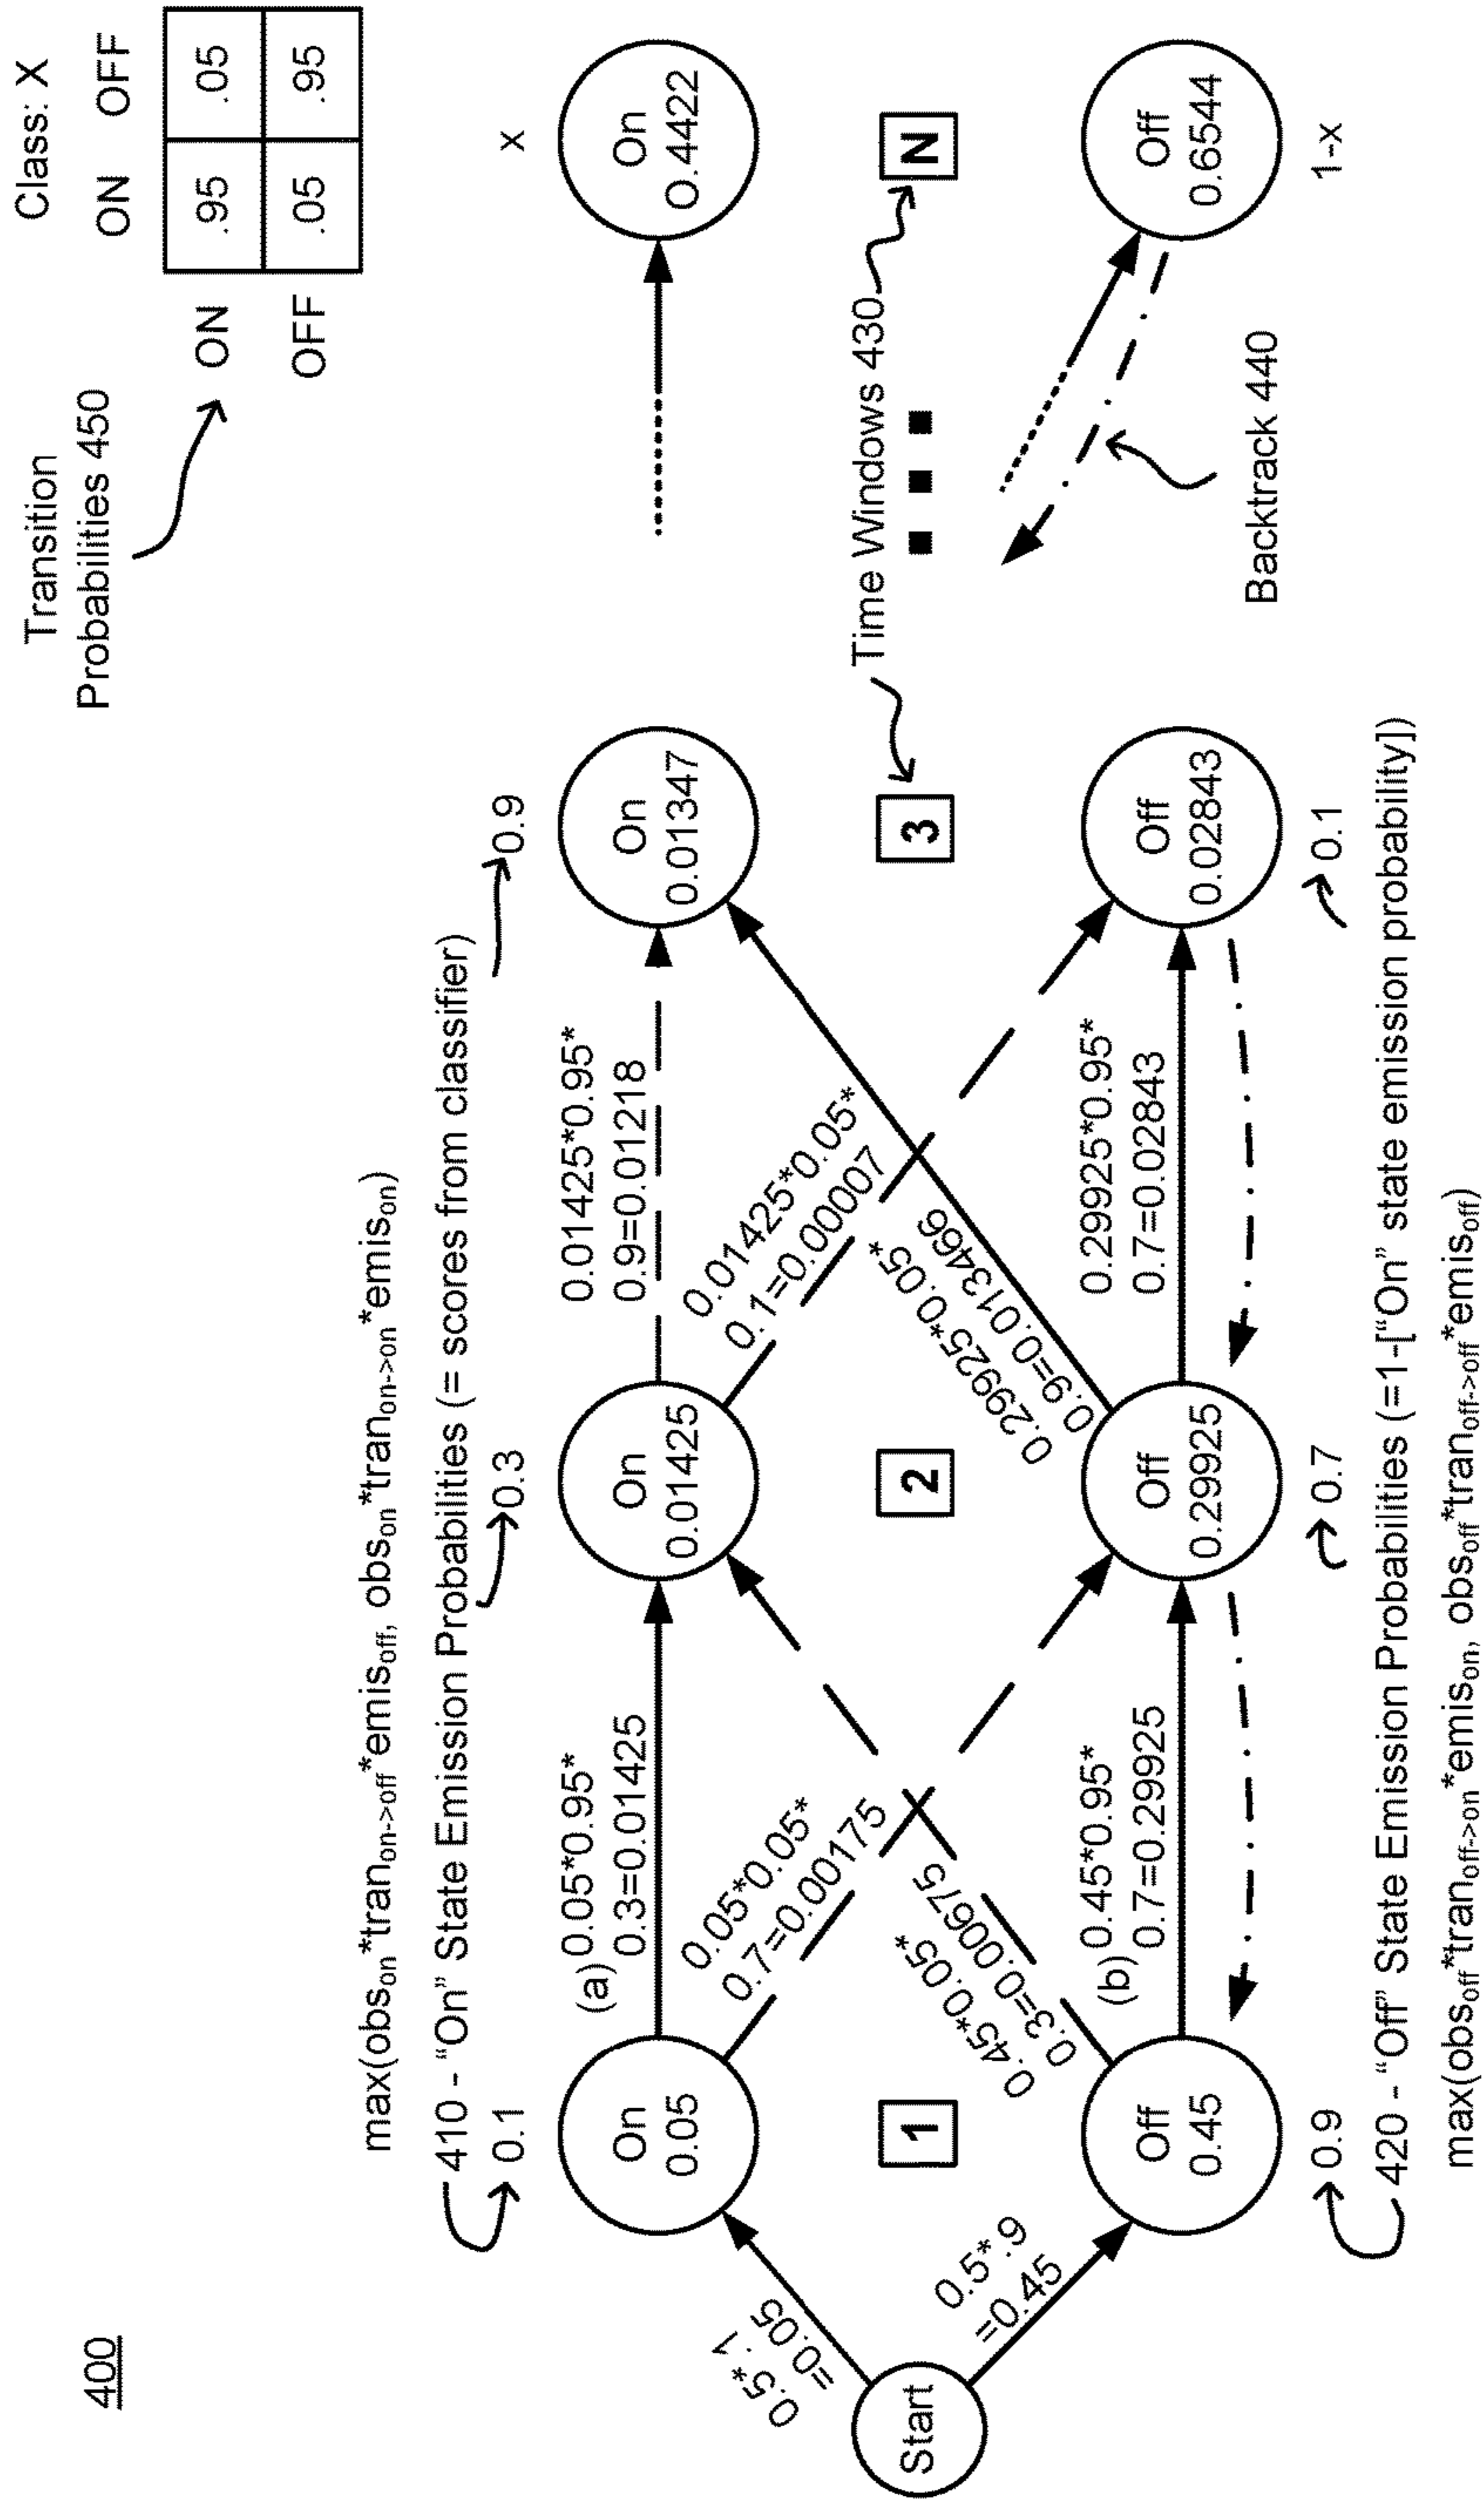 400
Transition
Probabilities 450
Class: X
ON OFF
ON .95 .05
OFF .05 .95
max(obson*tranon->off*emisoff, obson*tranon->on*emison)
410 - “On” State Emission Probabilities (= scores from classifier)
0.1
0.3
0.9
x
Start
0.5*.1
=0.05
0.5*.9
=0.45
On
0.05
(a) 0.05*0.95*
0.3=0.01425
0.05*0.05*
0.7=0.00175
On
0.01425
0.01425*0.95*
0.9=0.01218
0.01425*0.05*
0.1=0.00007
On
0.01347
On
O.4422
1
2
3
Time Windows 430
N
Off
0.45
0.45*0.05*
0.3=0.00675
(b) 0.45*0.95*
0.7=0.29925
Off
0.29925
0.29925*0.05*
0.9=0.013466
0.29925*0.95*
0.7=0.02843
Off
0.02843
Off
0.6544
Backtrack 440
0.9
0.7
0.1
1-x
420 - “Off” State Emission Probabilities (=1-[“On” state emission probability])
max(obsoff*tranoff->on*emison, obsoff*tranoff->off*emisoff)